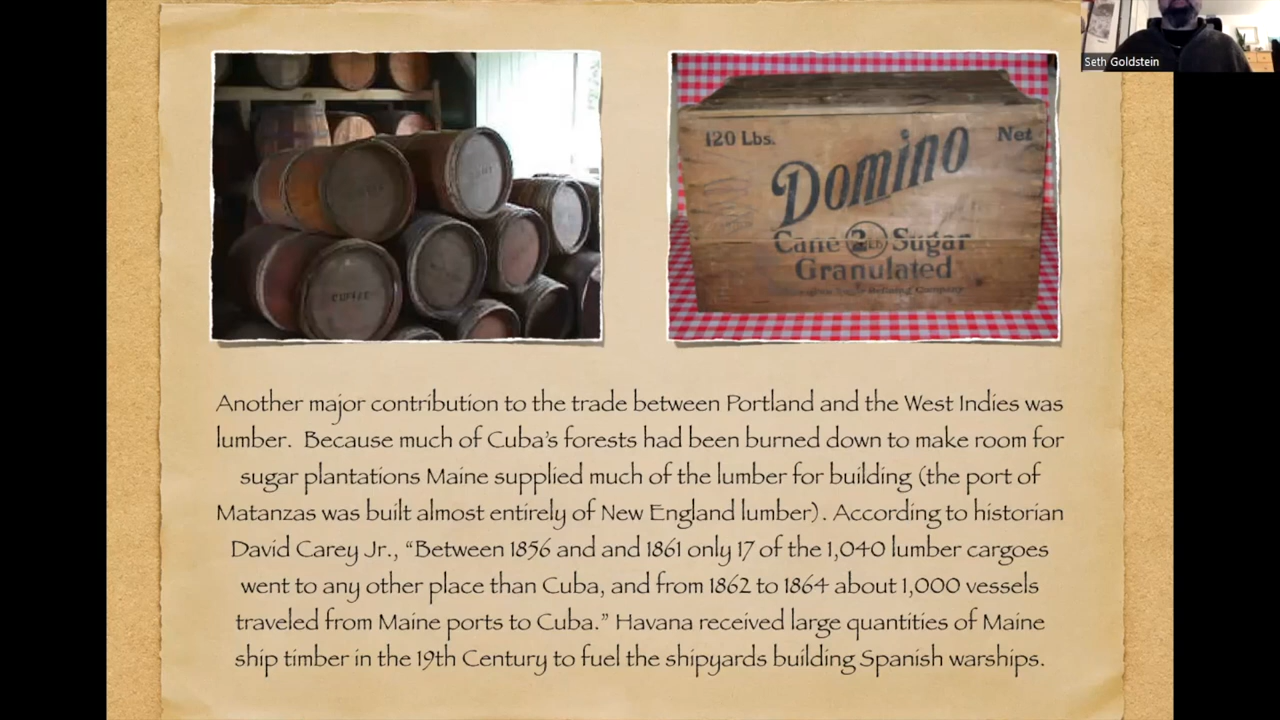 Seth Goldstein
120 Lbs.
Net
Domino
Cane 2 Lb Sugar
Granulated
Refining Company
Another major contribution to the trade between Portland and the West Indies was
lumber. Because much of Cuba's forests had been burned down to make room for
sugar plantations Maine supplied much of the lumber for building (the port of
Matanzas was built almost entirely of New England lumber). According to historian
David Carey Jr., “Between 1856 and and 1861 only 17 of the 1,040 lumber cargoes
went to any other place than Cuba, and from 1862 to 1864 about 1,000 vessels
traveled from Maine ports to Cuba.” Havana received large quantities of Maine
ship timber in the 19th Century to fuel the shipyards building Spanish warships.